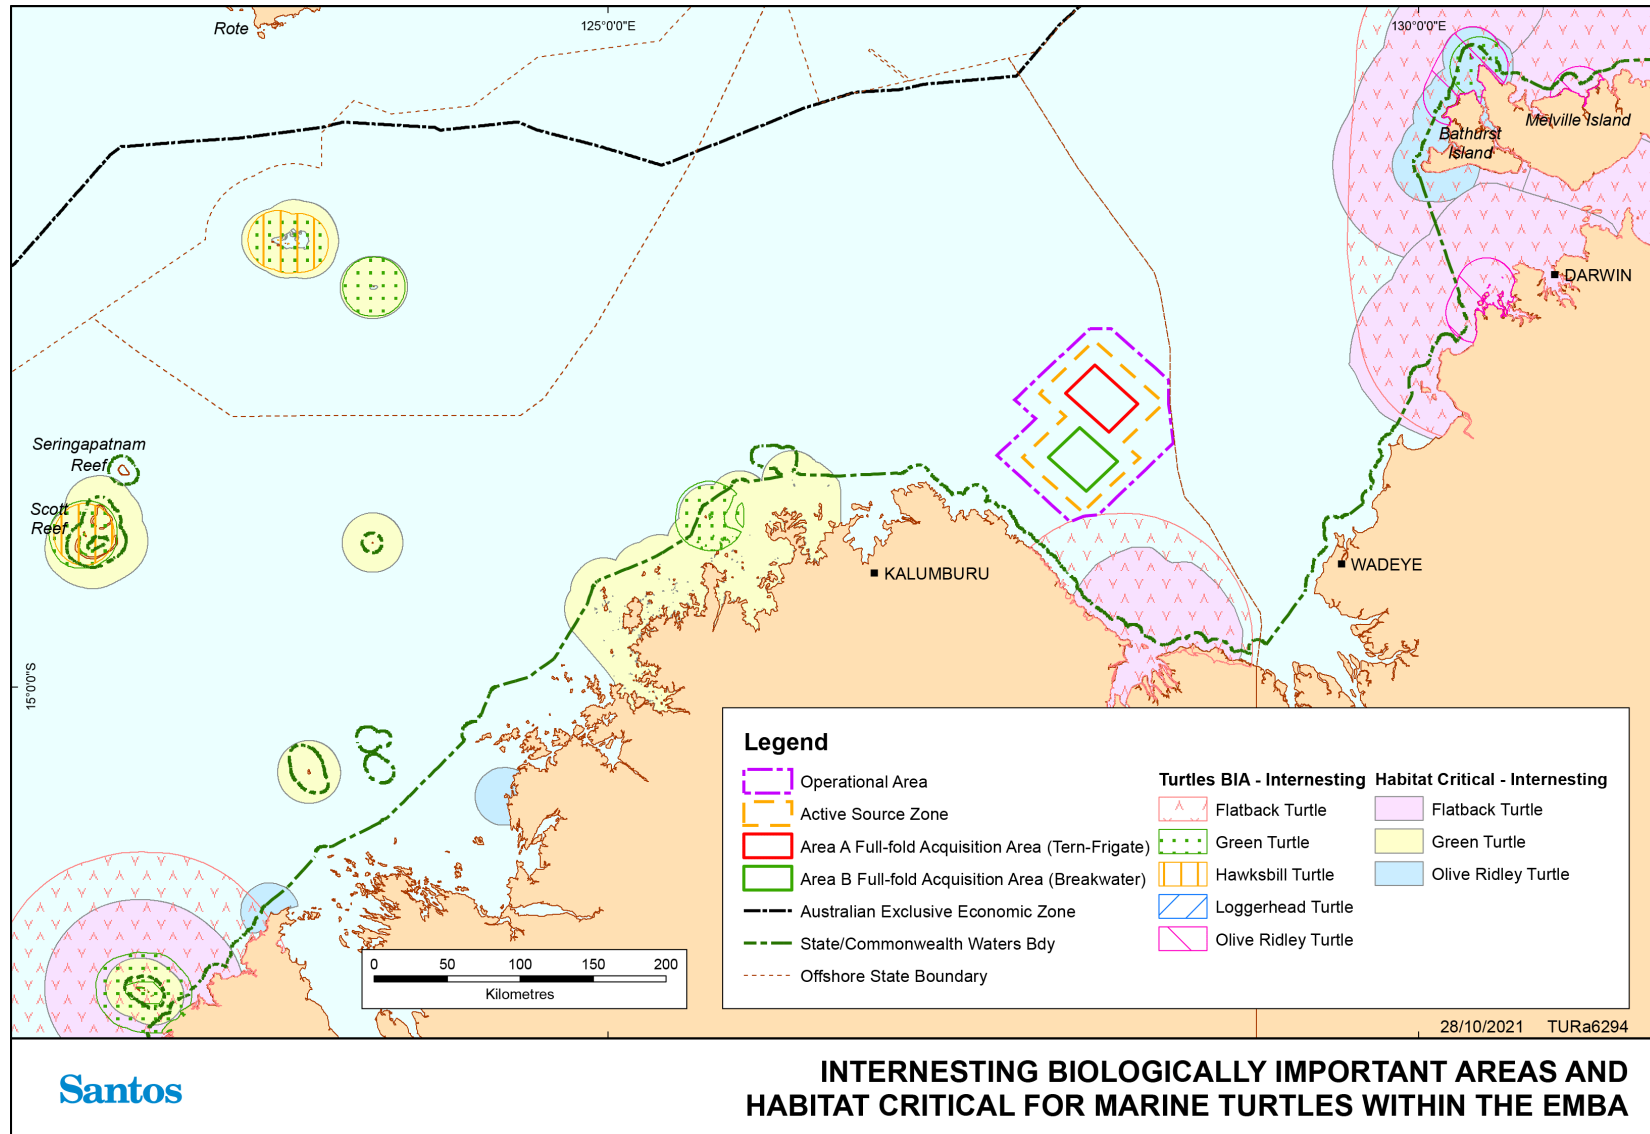 Rote
125°0'0"E
130°0'0"E
Melville Island
Bathurst
Island
DARWIN
Seringapatnam
Reef
Scott
Reef
KALUMBURU
WADEYE
15°0'0"S
Legend
Operational Area
Active Source Zone
Area A Full-fold Acquisition Area (Tern-Frigate)
Area B Full-fold Acquisition Area (Breakwater)
Australian Exclusive Economic Zone
State/Commonwealth Waters Bdy
Offshore State Boundary
Turtles BIA - Internesting
Flatback Turtle
Green Turtle
Hawksbill Turtle
Loggerhead Turtle
Olive Ridley Turtle
Habitat Critical - Internesting
Flatback Turtle
Green Turtle
Olive Ridley Turtle
0 50 100 150 200
Kilometres
28/10/2021 TURa6294
Santos
INTERNESTING BIOLOGICALLY IMPORTANT AREAS AND
HABITAT CRITICAL FOR MARINE TURTLES WITHIN THE EMBA